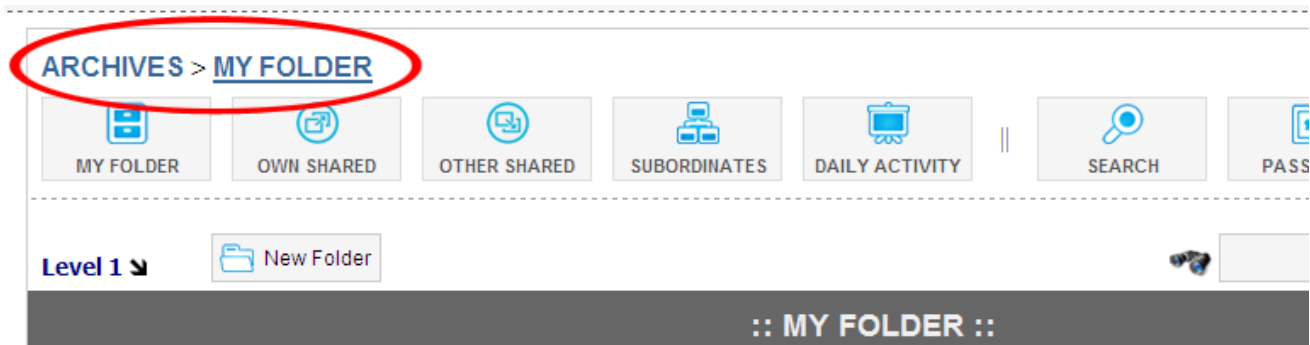 ARCHIVES > MY FOLDER
MY FOLDER OWN SHARED OTHER SHARED SUBORDINATES DAILY ACTIVITY || SEARCH
Level 1 New Folder
:: MY FOLDER ::